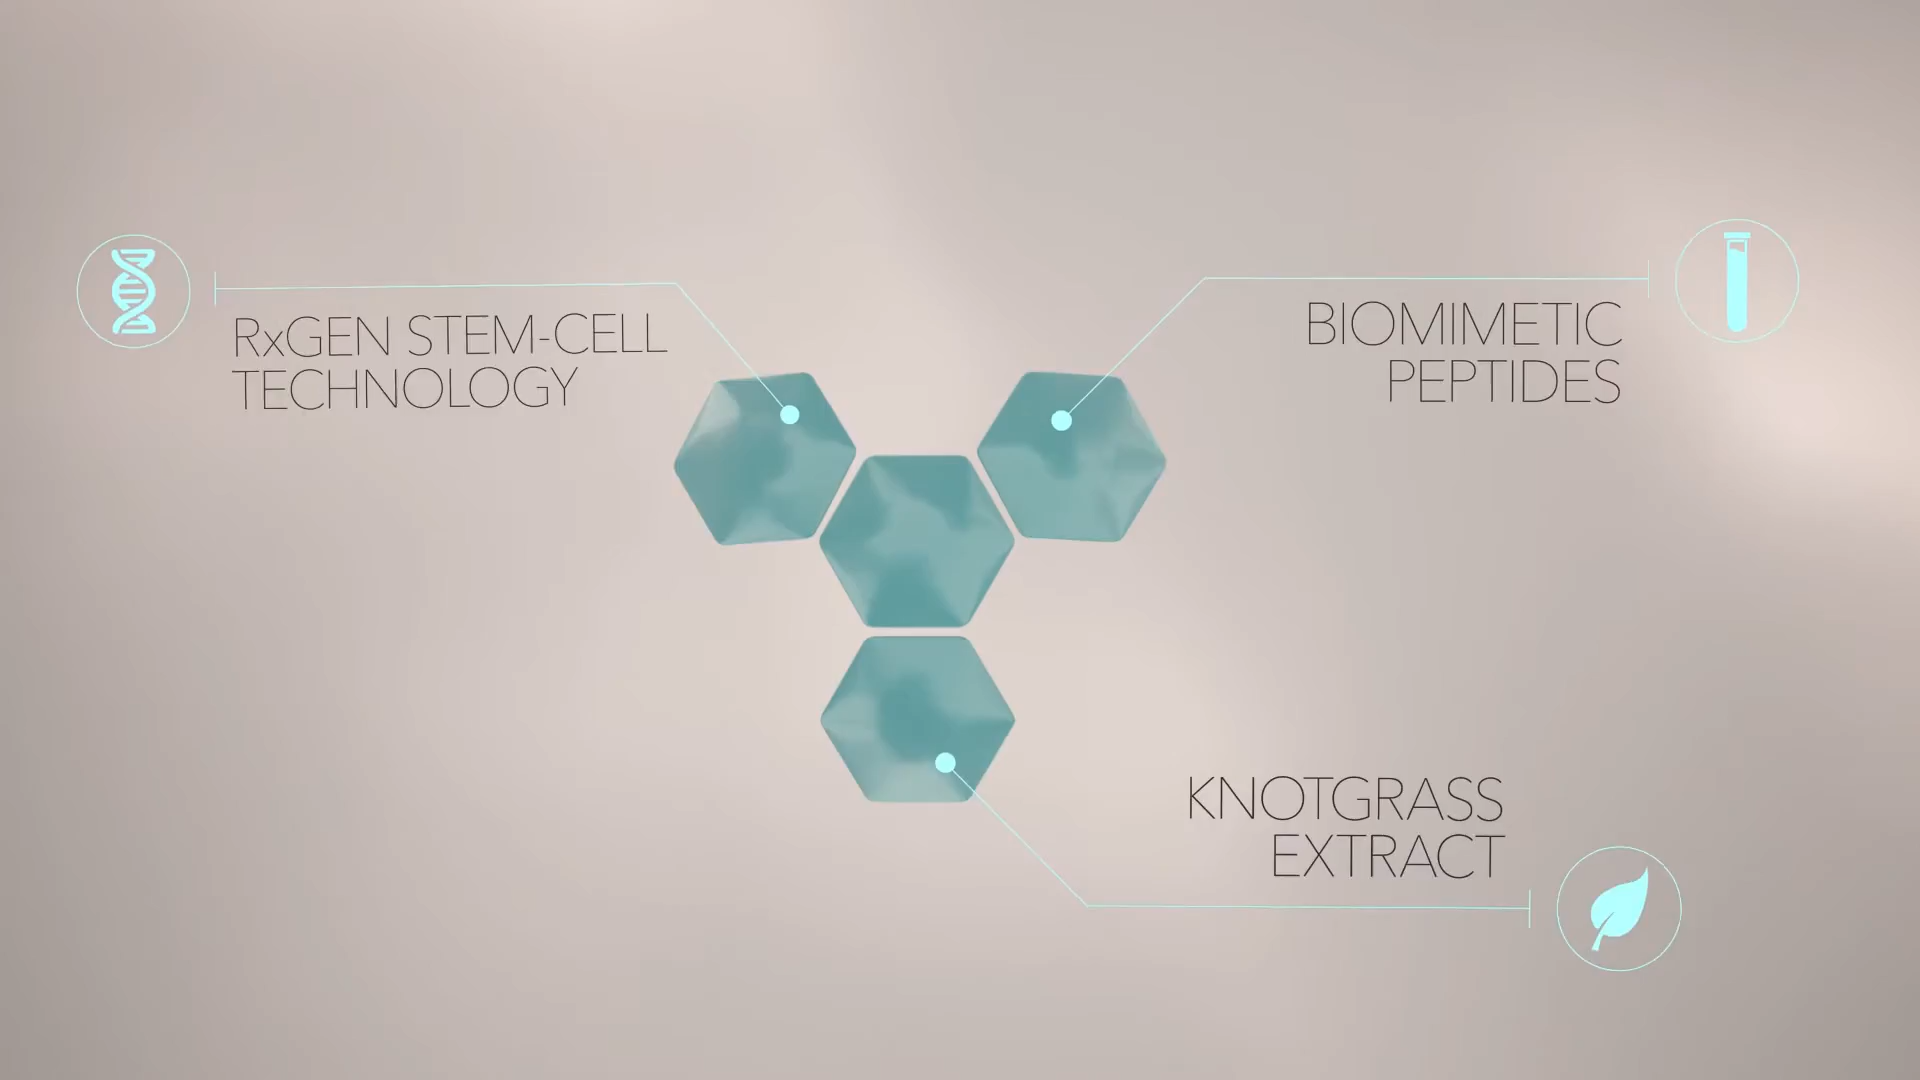 RxGEN STEM-CELL
TECHNOLOGY
BIOMIMETIC
PEPTIDES
KNOTGRASS
EXTRACT